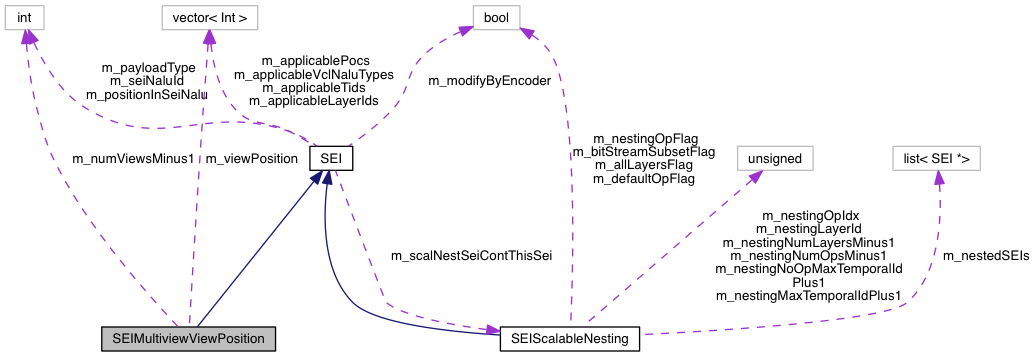 int
vector< Int >
bool
m_payloadType
m_seiNaluId
m_positionInSeiNalu
m_applicablePocs
m_applicableVclNaluTypes
m_applicableTids
m_applicableLayerIds
m_modifyByEncoder
m_numViewsMinus1
m_viewPosition
SEI
m_nestingOpFlag
m_bitStreamSubsetFlag
m_allLayersFlag
m_defaultOpFlag
unsigned
list< SEI *>
m_scalNestSeiContThisSei
m_nestingOpIdx
m_nestingLayerId
m_nestingNumLayersMinus1
m_nestingNumOpsMinus1
m_nestingNoOpMaxTemporalId
Plus1
m_nestingMaxTemporalIdPlus1
m_nestedSEIs
SEIMultiviewViewPosition
SEIScalableNesting